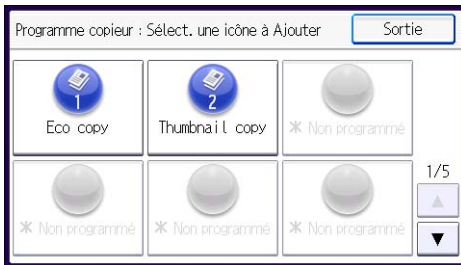 Programme copieur : Sélect. une icône à Ajouter
Sortie
1
Eco copy
2
Thumbnail copy
* Non programmé
1/5
* Non programmé
* Non programmé
* Non programmé